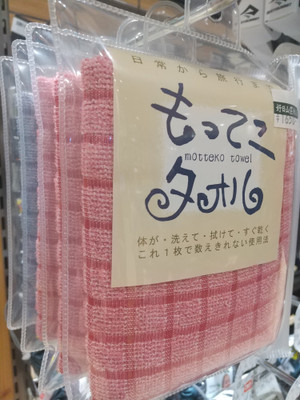 日常から旅行ま
もってこ
motteko towel
タオル
体が・洗えて・拭けて・すぐ乾く
これ1枚で数えきれない使用法